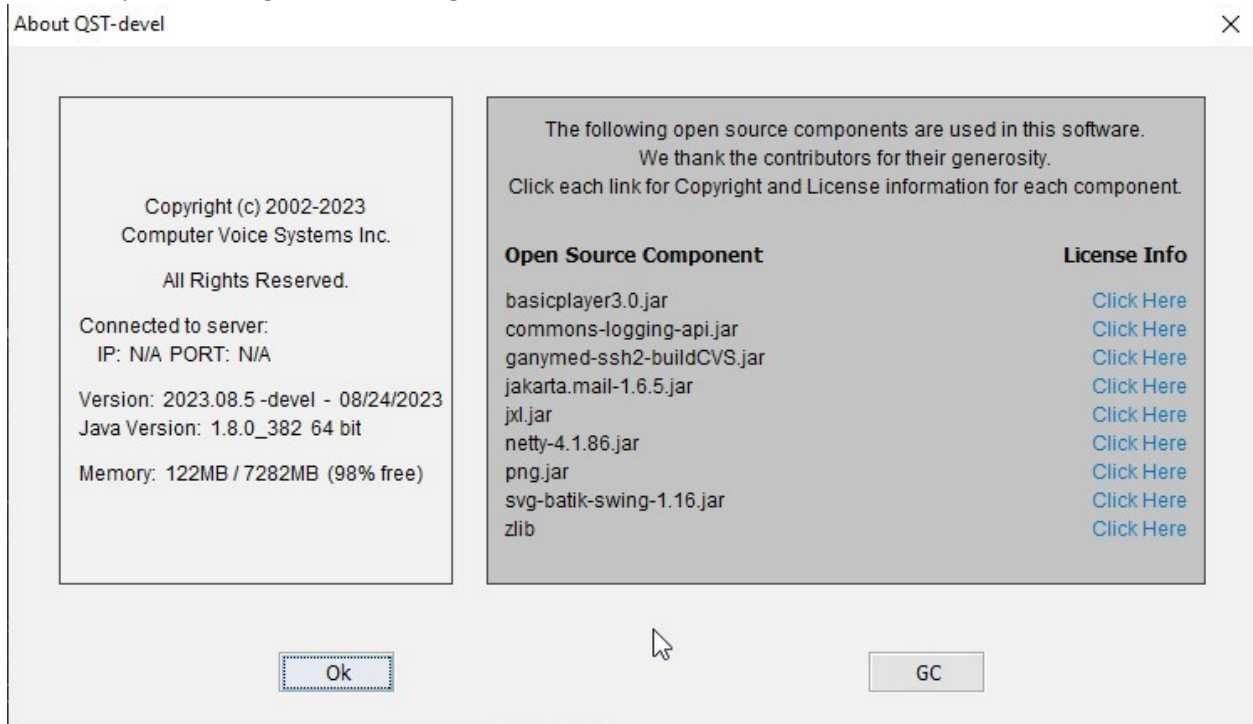 About QST-devel
Copyright (c) 2002-2023
Computer Voice Systems Inc.
All Rights Reserved.
Connected to server:
IP: N/A PORT: N/A
Version: 2023.08.5 -devel - 08/24/2023
Java Version: 1.8.0_382 64 bit
Memory: 122MB / 7282MB (98% free)
The following open source components are used in this software.
We thank the contributors for their generosity.
Click each link for Copyright and License information for each component.
Open Source Component License Info
basicplayer3.0.jar Click Here
commons-logging-api.jar Click Here
ganymed-ssh2-buildCVS.jar Click Here
jakarta.mail-1.6.5.jar Click Here
jxl.jar Click Here
netty-4.1.86.jar Click Here
png.jar Click Here
svg-batik-swing-1.16.jar Click Here
zlib Click Here
Ok GC